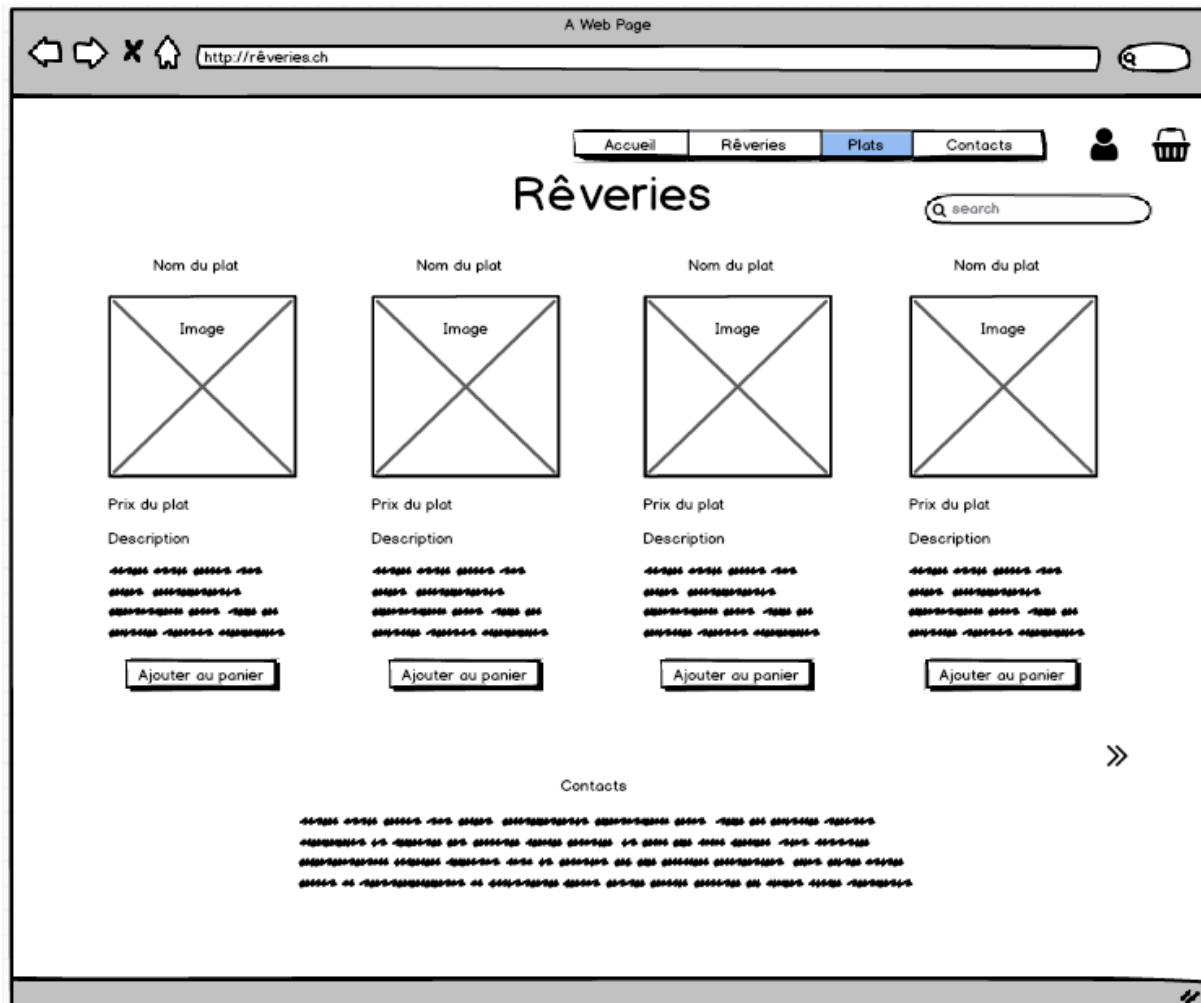 A Web Page
http://rêveries.ch
Accueil Rêveries Plats Contacts
Rêveries
search
Nom du plat Nom du plat Nom du plat Nom du plat
Image Image Image Image
Prix du plat Prix du plat Prix du plat Prix du plat
Description Description Description Description
Ajouter au panier Ajouter au panier Ajouter au panier Ajouter au panier
Contacts